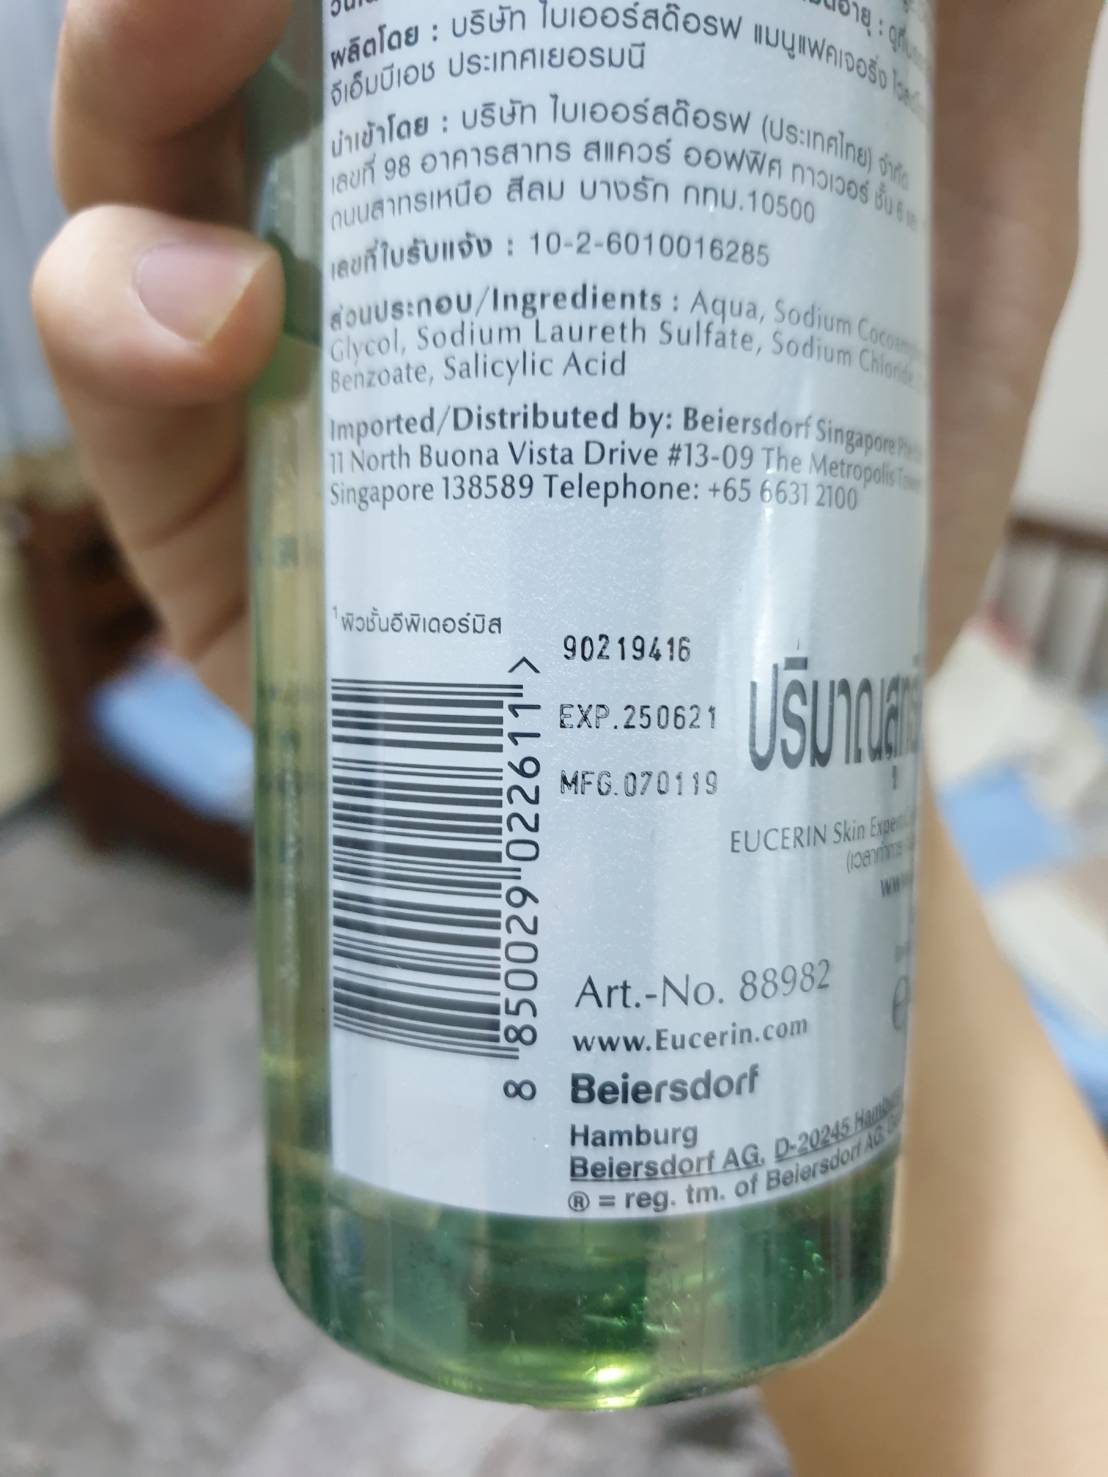 ผลิตโดย : บริษัท ไบเออร์สด๊อรฟ แมนูแฟคเจอริ่ง
จีเอ็มบีเอช ประเทศเยอรมนี
นำเข้าโดย : บริษัท ไบเออร์สด๊อรฟ (ประเทศไทย) จำกัด
เลขที่ 98 อาคารสาทร สแควร์ ออฟฟิศ ทาวเวอร์ ชั้น 6
ถนนสาทรเหนือ สีลม บางรัก กทม.10500
เลขที่ใบรับแจ้ง : 10-2-6010016285
ส่วนประกอบ/Ingredients : Aqua, Sodium
Glycol, Sodium Laureth Sulfate, Sodium Chloride
Benzoate, Salicylic Acid
Imported/Distributed by: Beiersdorf Singapore
11 North Buona Vista Drive #13-09 The Metropolis
Singapore 138589 Telephone: +65 6631 2100
1ผิวชั้นอีพิเดอร์มิส
90219416
EXP.250621
MFG.070119
8 850029 022611 >
EUCERIN Skin
Art.-No. 88982
www.Eucerin.com
Beiersdorf
Hamburg
Beiersdorf AG, D-20245
® = reg. tm. of Beiersdorf AG